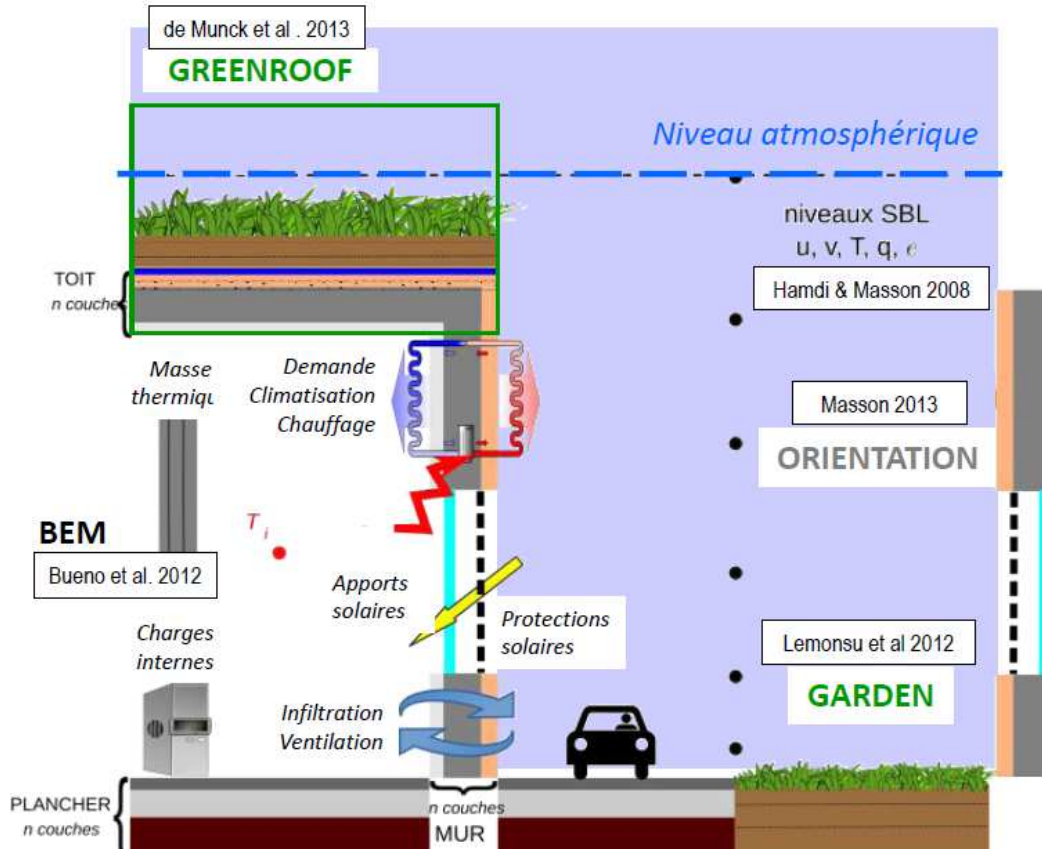 de Munck et al . 2013
GREENROOF
Niveau atmosphérique
niveaux SBL
u, v, T, q, e
Hamdi & Masson 2008
TOIT
n couches
Masse
thermiqu
Demande
Climatisation
Chauffage
Masson 2013
ORIENTATION
BEM
Bueno et al. 2012
T i
Apports
solaires
Protections
solaires
Charges
internes
Infiltration
Ventilation
Lemonsu et al 2012
GARDEN
PLANCHER
n couches
n couches
MUR